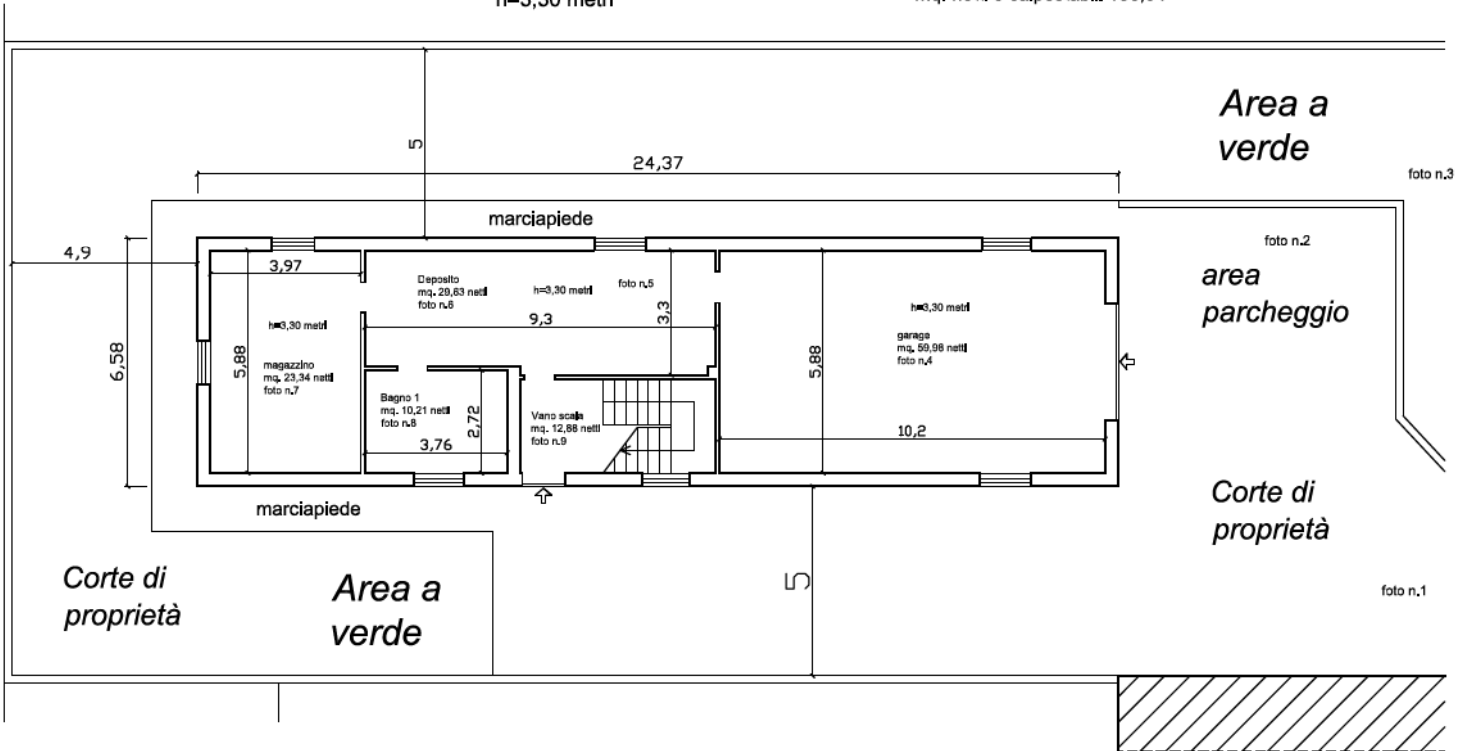 h=3,30 metri
Area a
verde
foto n.3
5
24,37
marciapiede
foto n.2
area
parcheggio
4,9
3,97
Deposito
mq. 29,63 netti
foto n.6
h=3,30 metri
foto n.5
3,3
9,3
h=3,30 metri
garage
mq. 59,98 netti
foto n.4
h=3,30 metri
6,58
5,88
magazzino
mq. 23,34 netti
foto n.7
5,88
Bagno 1
mq. 10,21 netti
foto n.8
2,72
3,76
Vano scala
mq. 12,88 netti
foto n.9
10,2
marciapiede
Corte di
proprietà
Corte di
proprietà
Area a
verde
5
foto n.1